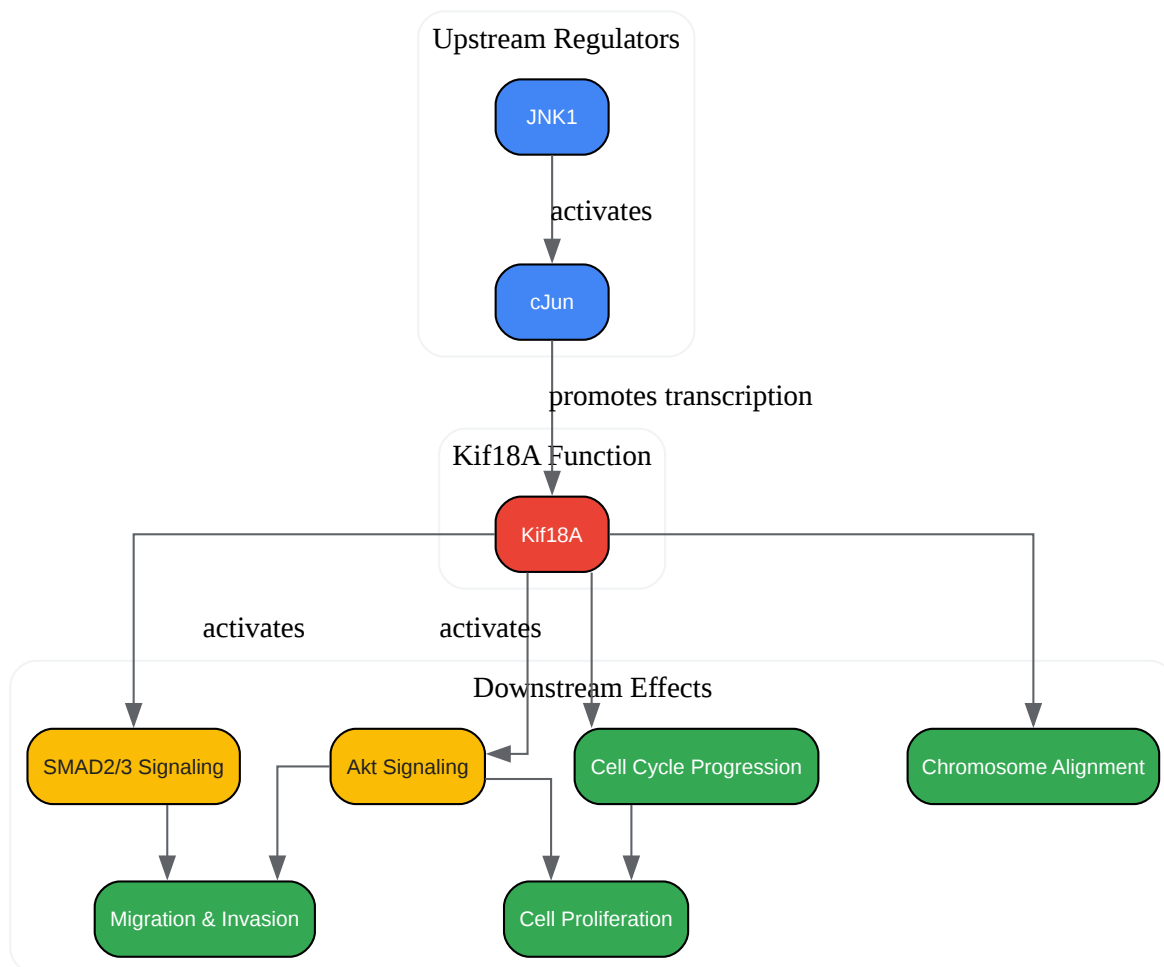 Upstream Regulators
JNK1
activates
cJun
promotes transcription
Kif18A Function
Kif18A
activates
activates
Downstream Effects
SMAD2/3 Signaling
Akt Signaling
Cell Cycle Progression
Chromosome Alignment
Migration & Invasion
Cell Proliferation